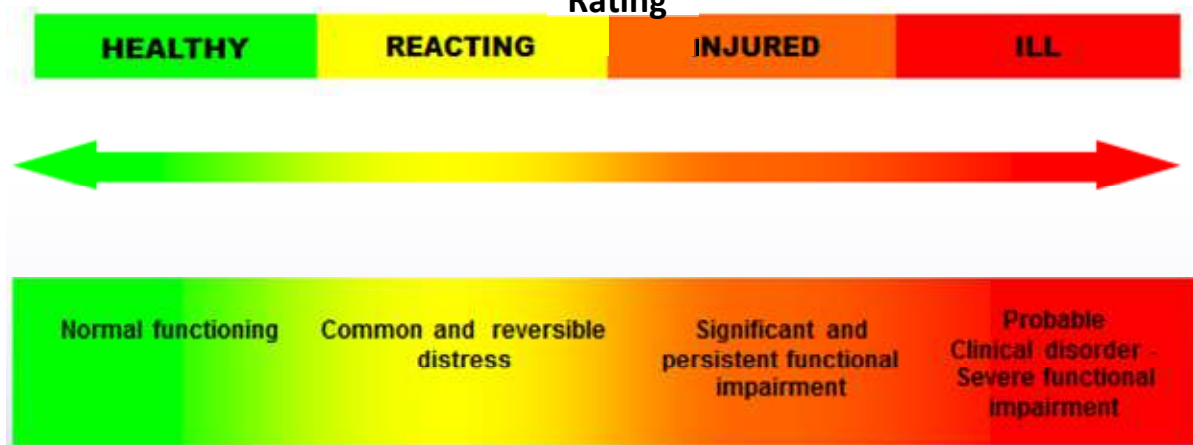 Rating
HEALTHY REACTING INJURED ILL
Normal functioning
Common and reversible
distress
Significant and
persistent functional
impairment
Probable
Clinical disorder -
Severe functional
impairment